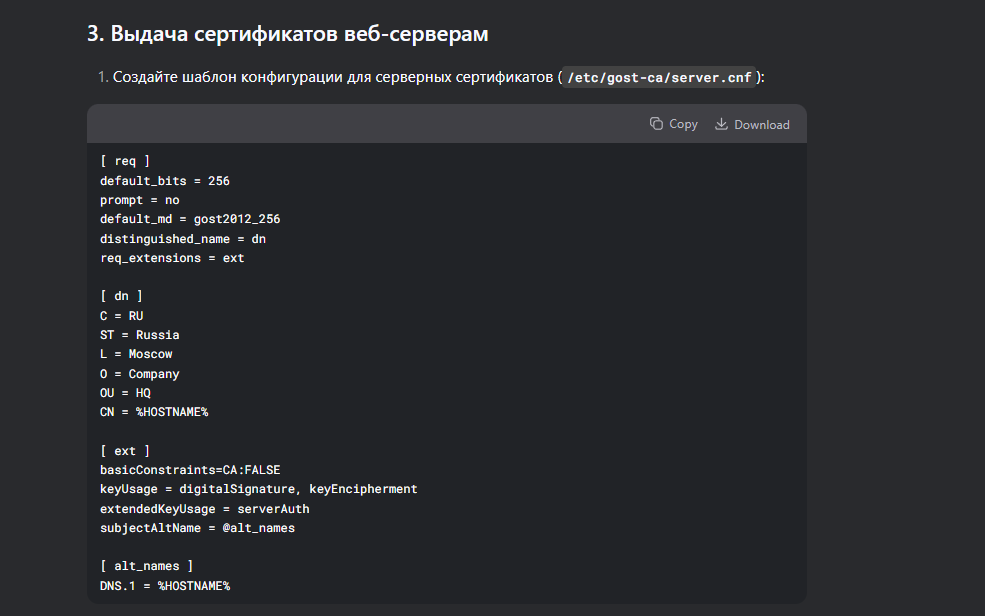 3. Выдача сертификатов веб-серверам
1. Создайте шаблон конфигурации для серверных сертификатов ( /etc/gost-ca/server.cnf ):
Copy Download
[ req ]
default_bits = 256
prompt = no
default_md = gost2012_256
distinguished_name = dn
req_extensions = ext
[ dn ]
C = RU
ST = Russia
L = Moscow
O = Company
OU = HQ
CN = %HOSTNAME%
[ ext ]
basicConstraints=CA:FALSE
keyUsage = digitalSignature, keyEncipherment
extendedKeyUsage = serverAuth
subjectAltName = @alt_names
[ alt_names ]
DNS.1 = %HOSTNAME%